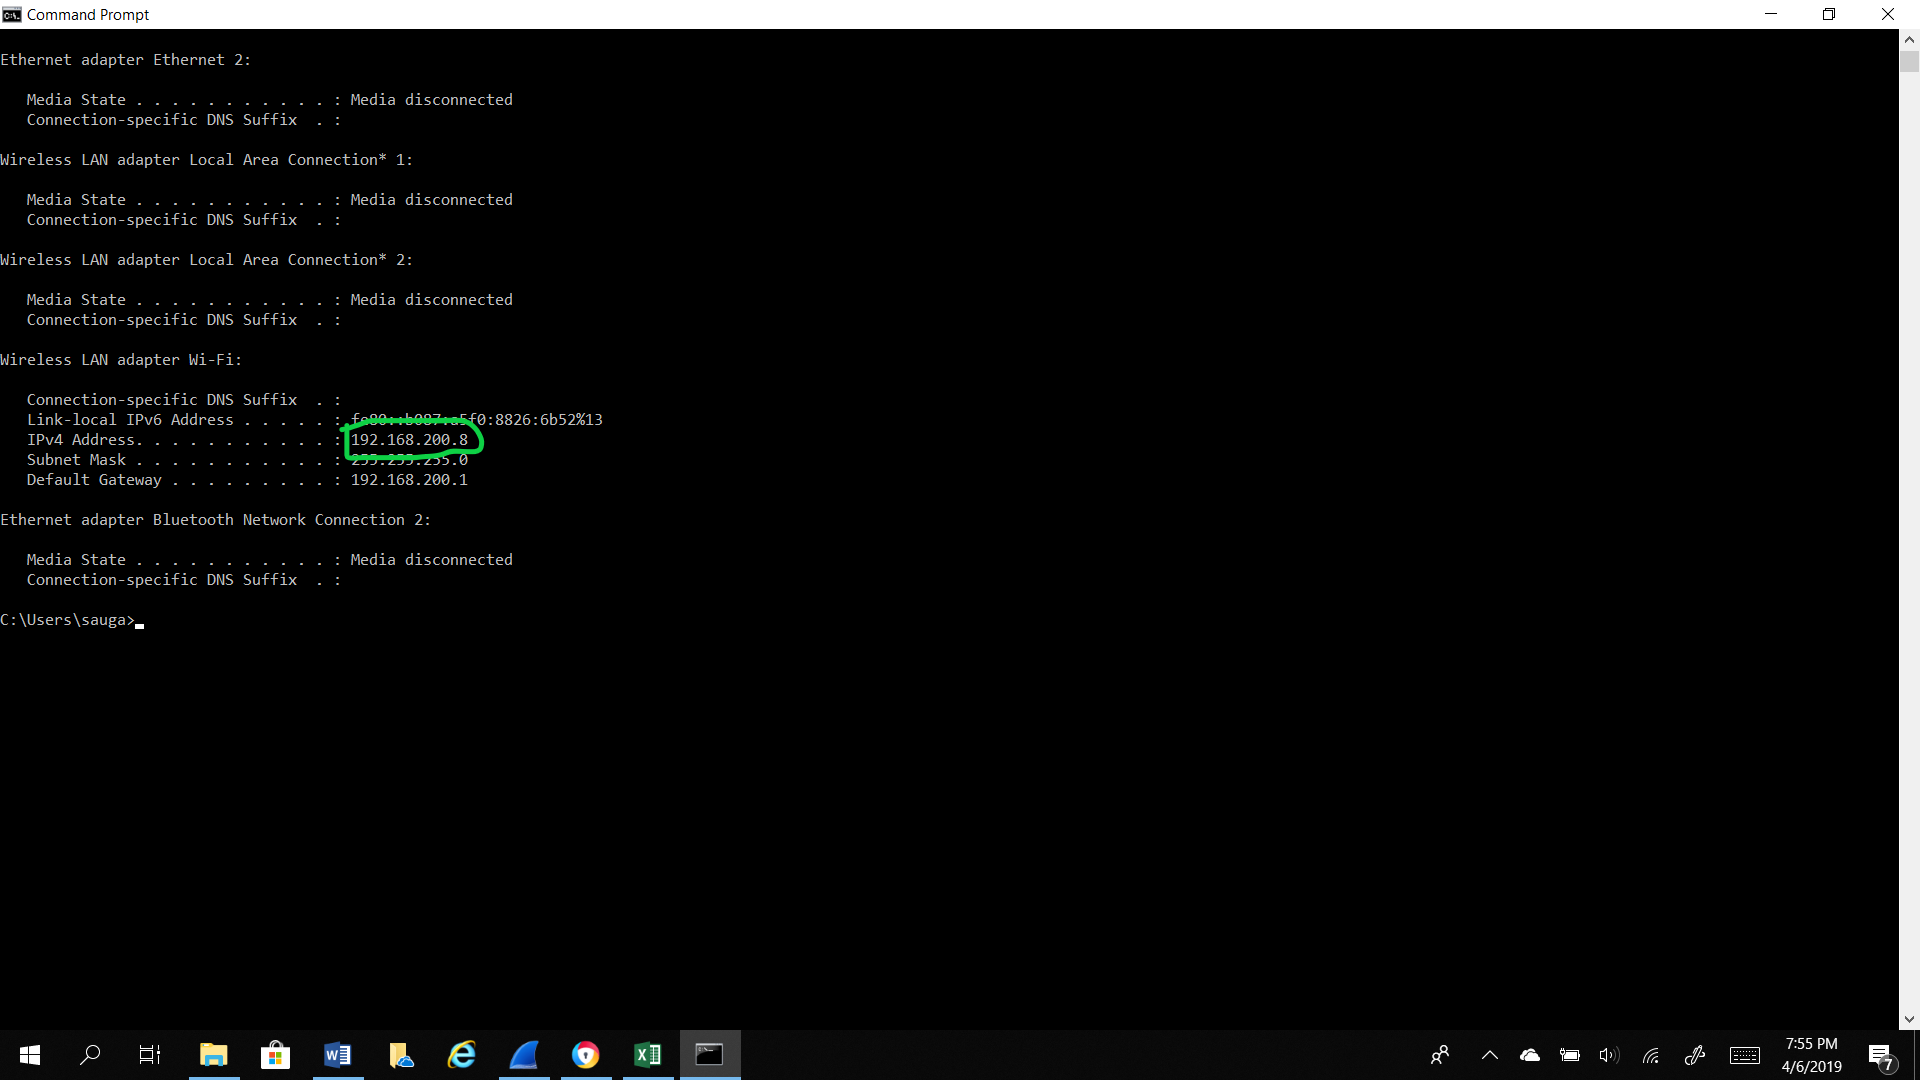 Command Prompt
Ethernet adapter Ethernet 2:
Media State . . . . . . . . . . . : Media disconnected
Connection-specific DNS Suffix  . :
Wireless LAN adapter Local Area Connection* 1:
Media State . . . . . . . . . . . : Media disconnected
Connection-specific DNS Suffix  . :
Wireless LAN adapter Local Area Connection* 2:
Media State . . . . . . . . . . . : Media disconnected
Connection-specific DNS Suffix  . :
Wireless LAN adapter Wi-Fi:
Connection-specific DNS Suffix  . :
Link-local IPv6 Address . . . . . : fe80::b087:a5f0:8826:6b52%13
IPv4 Address. . . . . . . . . . . : 192.168.200.8
Subnet Mask . . . . . . . . . . . : 255.255.255.0
Default Gateway . . . . . . . . . : 192.168.200.1
Ethernet adapter Bluetooth Network Connection 2:
Media State . . . . . . . . . . . : Media disconnected
Connection-specific DNS Suffix  . :
C:\Users\sauga>
7:55 PM
4/6/2019
7